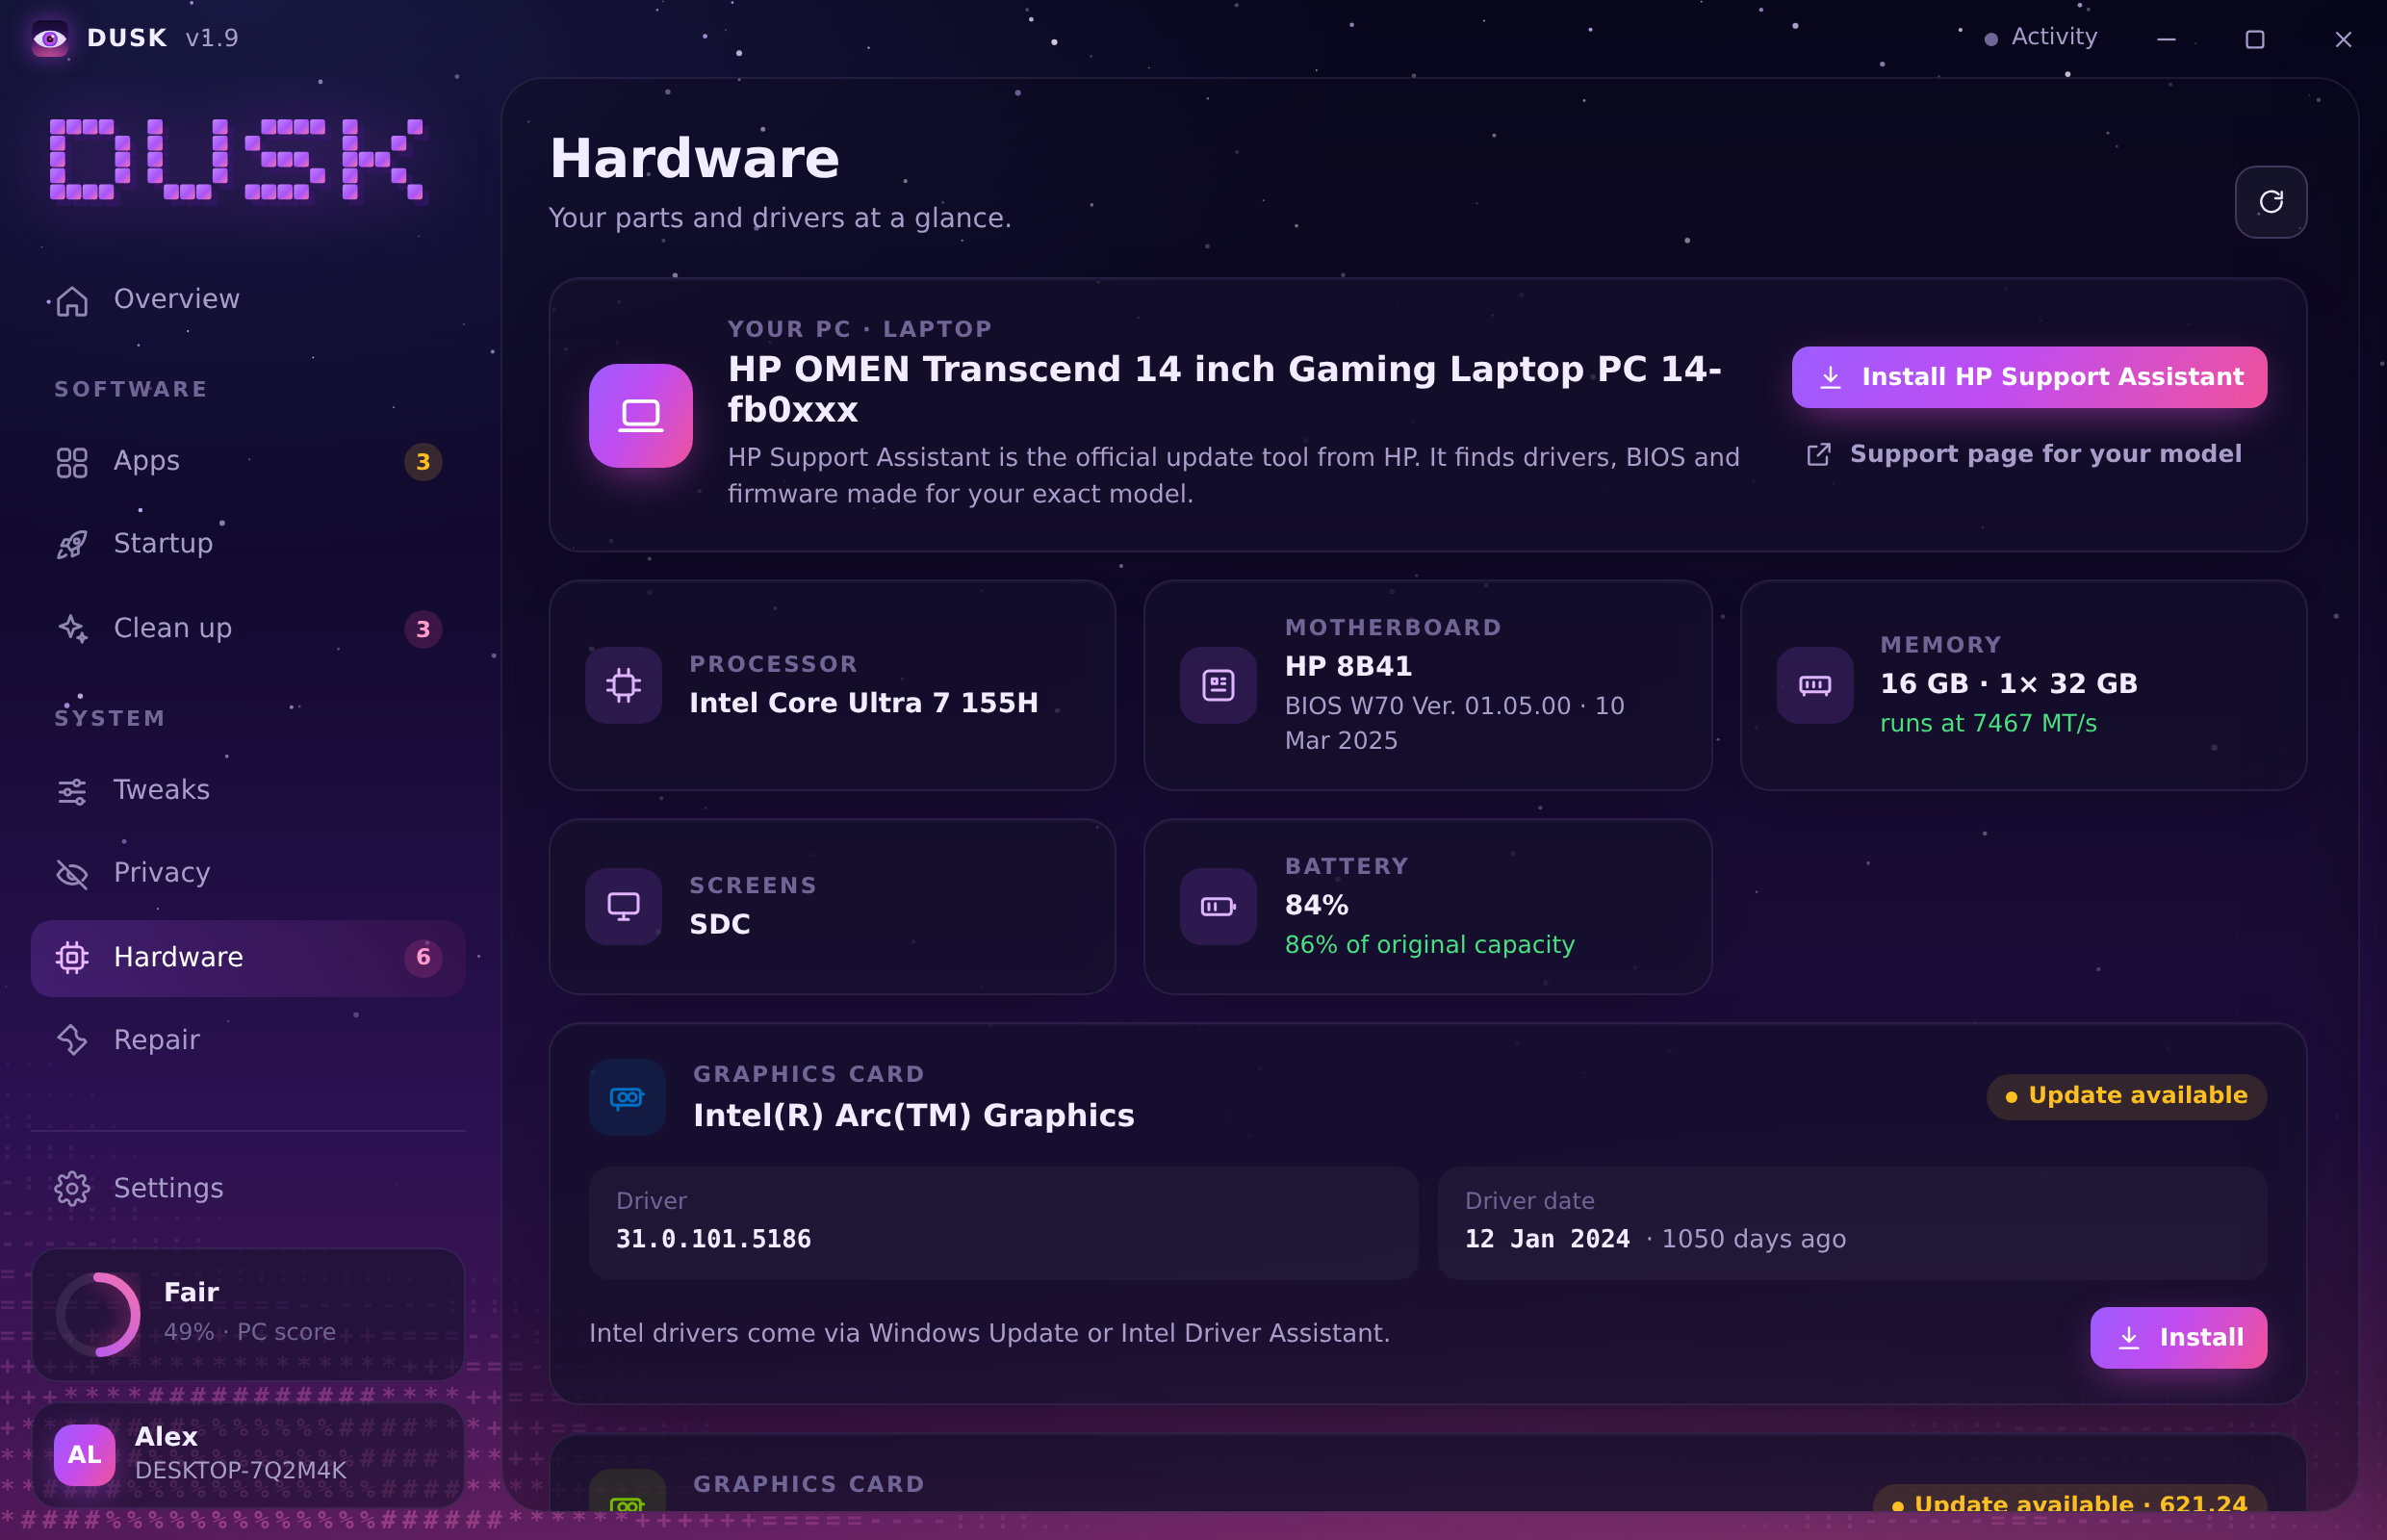 DUSK v1.9
Activity
DUSK
Overview
SOFTWARE
Apps 3
Startup
Clean up 3
SYSTEM
Tweaks
Privacy
Hardware 6
Repair
Settings
Fair
49% · PC score
AL
Alex
DESKTOP-7Q2M4K
Hardware
Your parts and drivers at a glance.
YOUR PC · LAPTOP
HP OMEN Transcend 14 inch Gaming Laptop PC 14-
fb0xxx
HP Support Assistant is the official update tool from HP. It finds drivers, BIOS and
firmware made for your exact model.
Install HP Support Assistant
Support page for your model
PROCESSOR
Intel Core Ultra 7 155H
MOTHERBOARD
HP 8B41
BIOS W70 Ver. 01.05.00 · 10
Mar 2025
MEMORY
16 GB · 1× 32 GB
runs at 7467 MT/s
SCREENS
SDC
BATTERY
84%
86% of original capacity
GRAPHICS CARD
Intel(R) Arc(TM) Graphics
Update available
Driver
31.0.101.5186
Driver date
12 Jan 2024 · 1050 days ago
Intel drivers come via Windows Update or Intel Driver Assistant.
Install
GRAPHICS CARD
Update available · 621.24